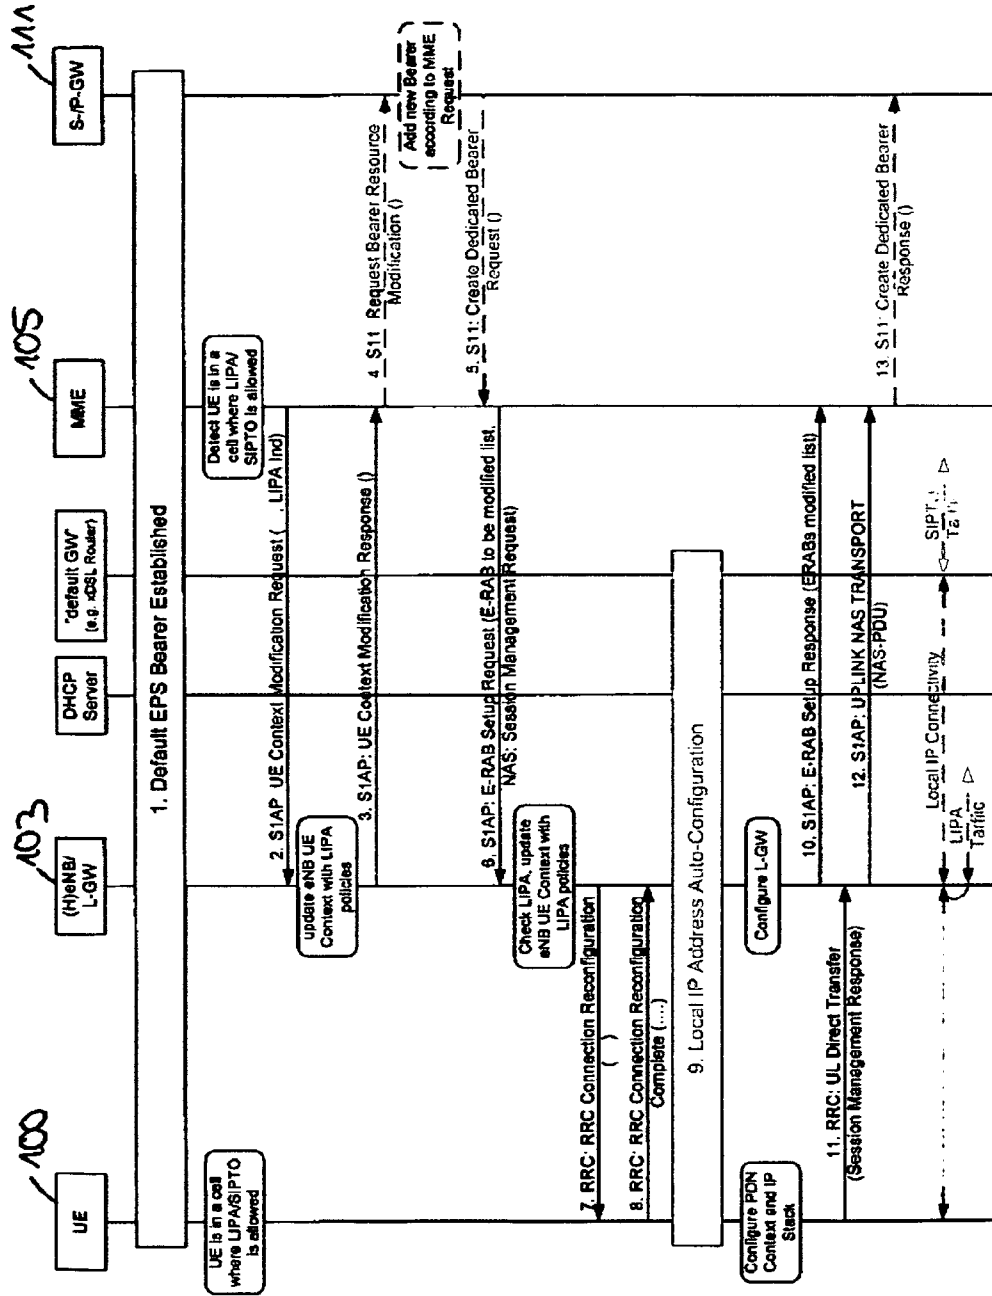 100
103
105
111
UE
(H)eNB/
L-GW
DHCP
Server
"default GW"
(e.g. xDSL Router)
MME
S-/P-GW
1. Default EPS Bearer Established
UE is in a cell
where LIPA/SIPTO
is allowed
Detect UE is in a
cell where LIPA/
SIPTO is allowed
2. S1AP UE Context Modification Request ( , LIPA Ind)
update eNB UE
Context with LIPA
policies
3. S1AP: UE Context Modification Response ()
4 S11 Request Bearer Resource
Modification ()
Add new Bearer
according to MME
Request
5. S11: Create Dedicated Bearer
Request ()
6. S1AP: E-RAB Setup Request (E-RAB to be modified list,
NAS: Session Management Request)
Check LIPA, update
eNB UE Context with
LIPA policies
7. RRC: RRC Connection Reconfiguration
( )
8. RRC: RRC Connection Reconfiguration
Complete (....)
9. Local IP Address Auto-Configuration
Configure PDN
Context end IP
Stack
Configure L-GW
10. S1AP: E-RAB Setup Response (ERABs modified list)
11. RRC: UL Direct Transfer
(Session Management Response)
12. S1AP: UPLINK NAS TRANSPORT
(NAS-PDU)
13. S11: Create Dedicated Bearer
Response ()
Local IP Connectivity
LIPA
Taffic